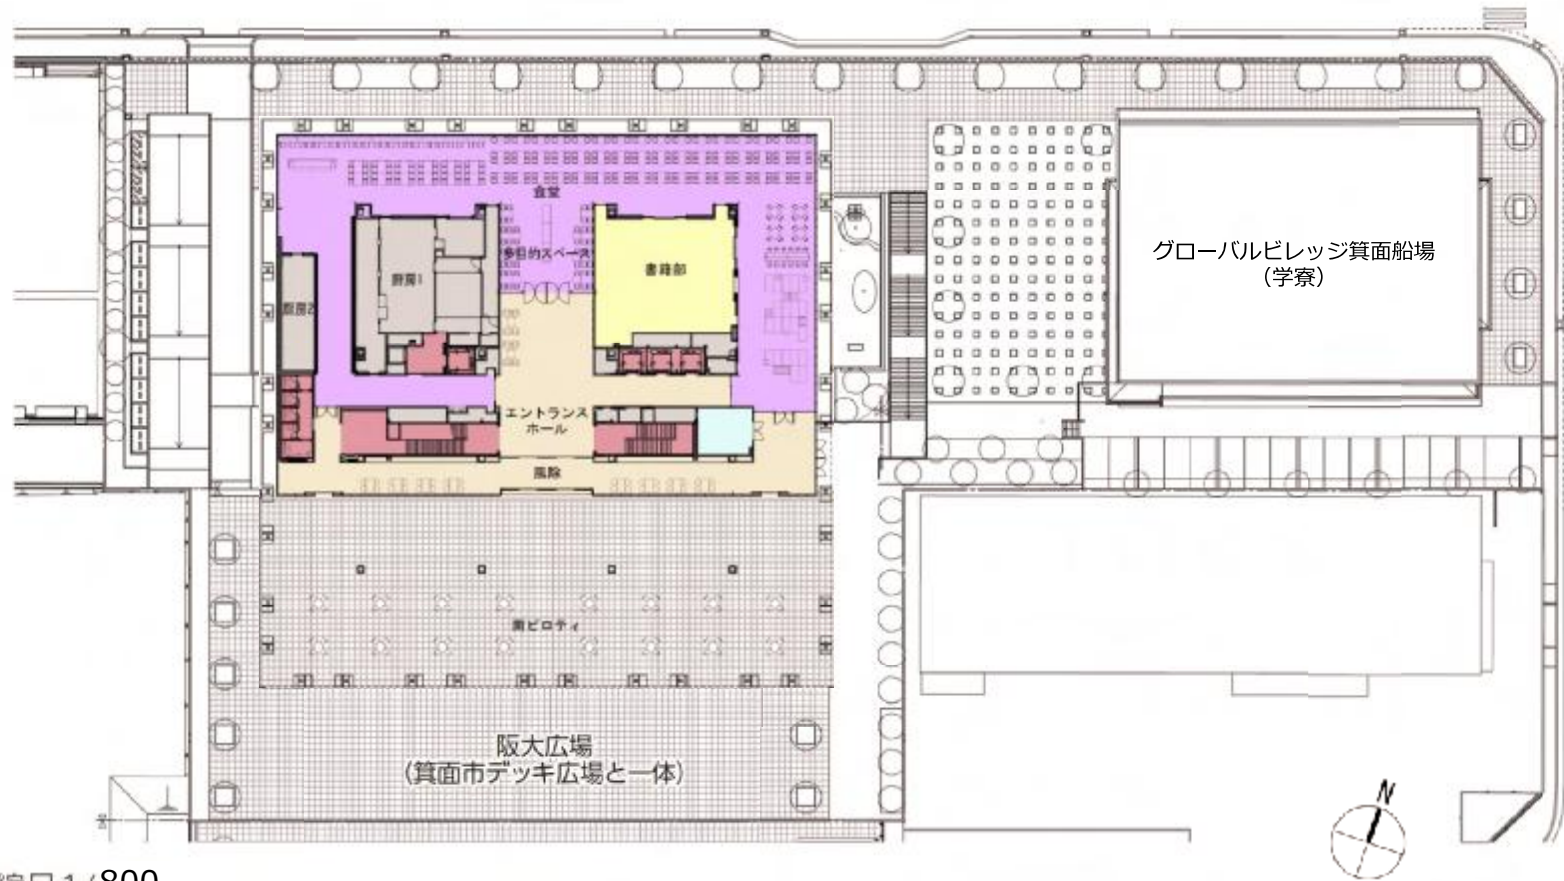 食堂
多目的スペース
書籍部
厨房1
厨房2
グローバルビレッジ箕面船場
（学寮）
エントランス
ホール
風除
南ピロティ
阪大広場
（箕面市デッキ広場と一体）
N
1/800